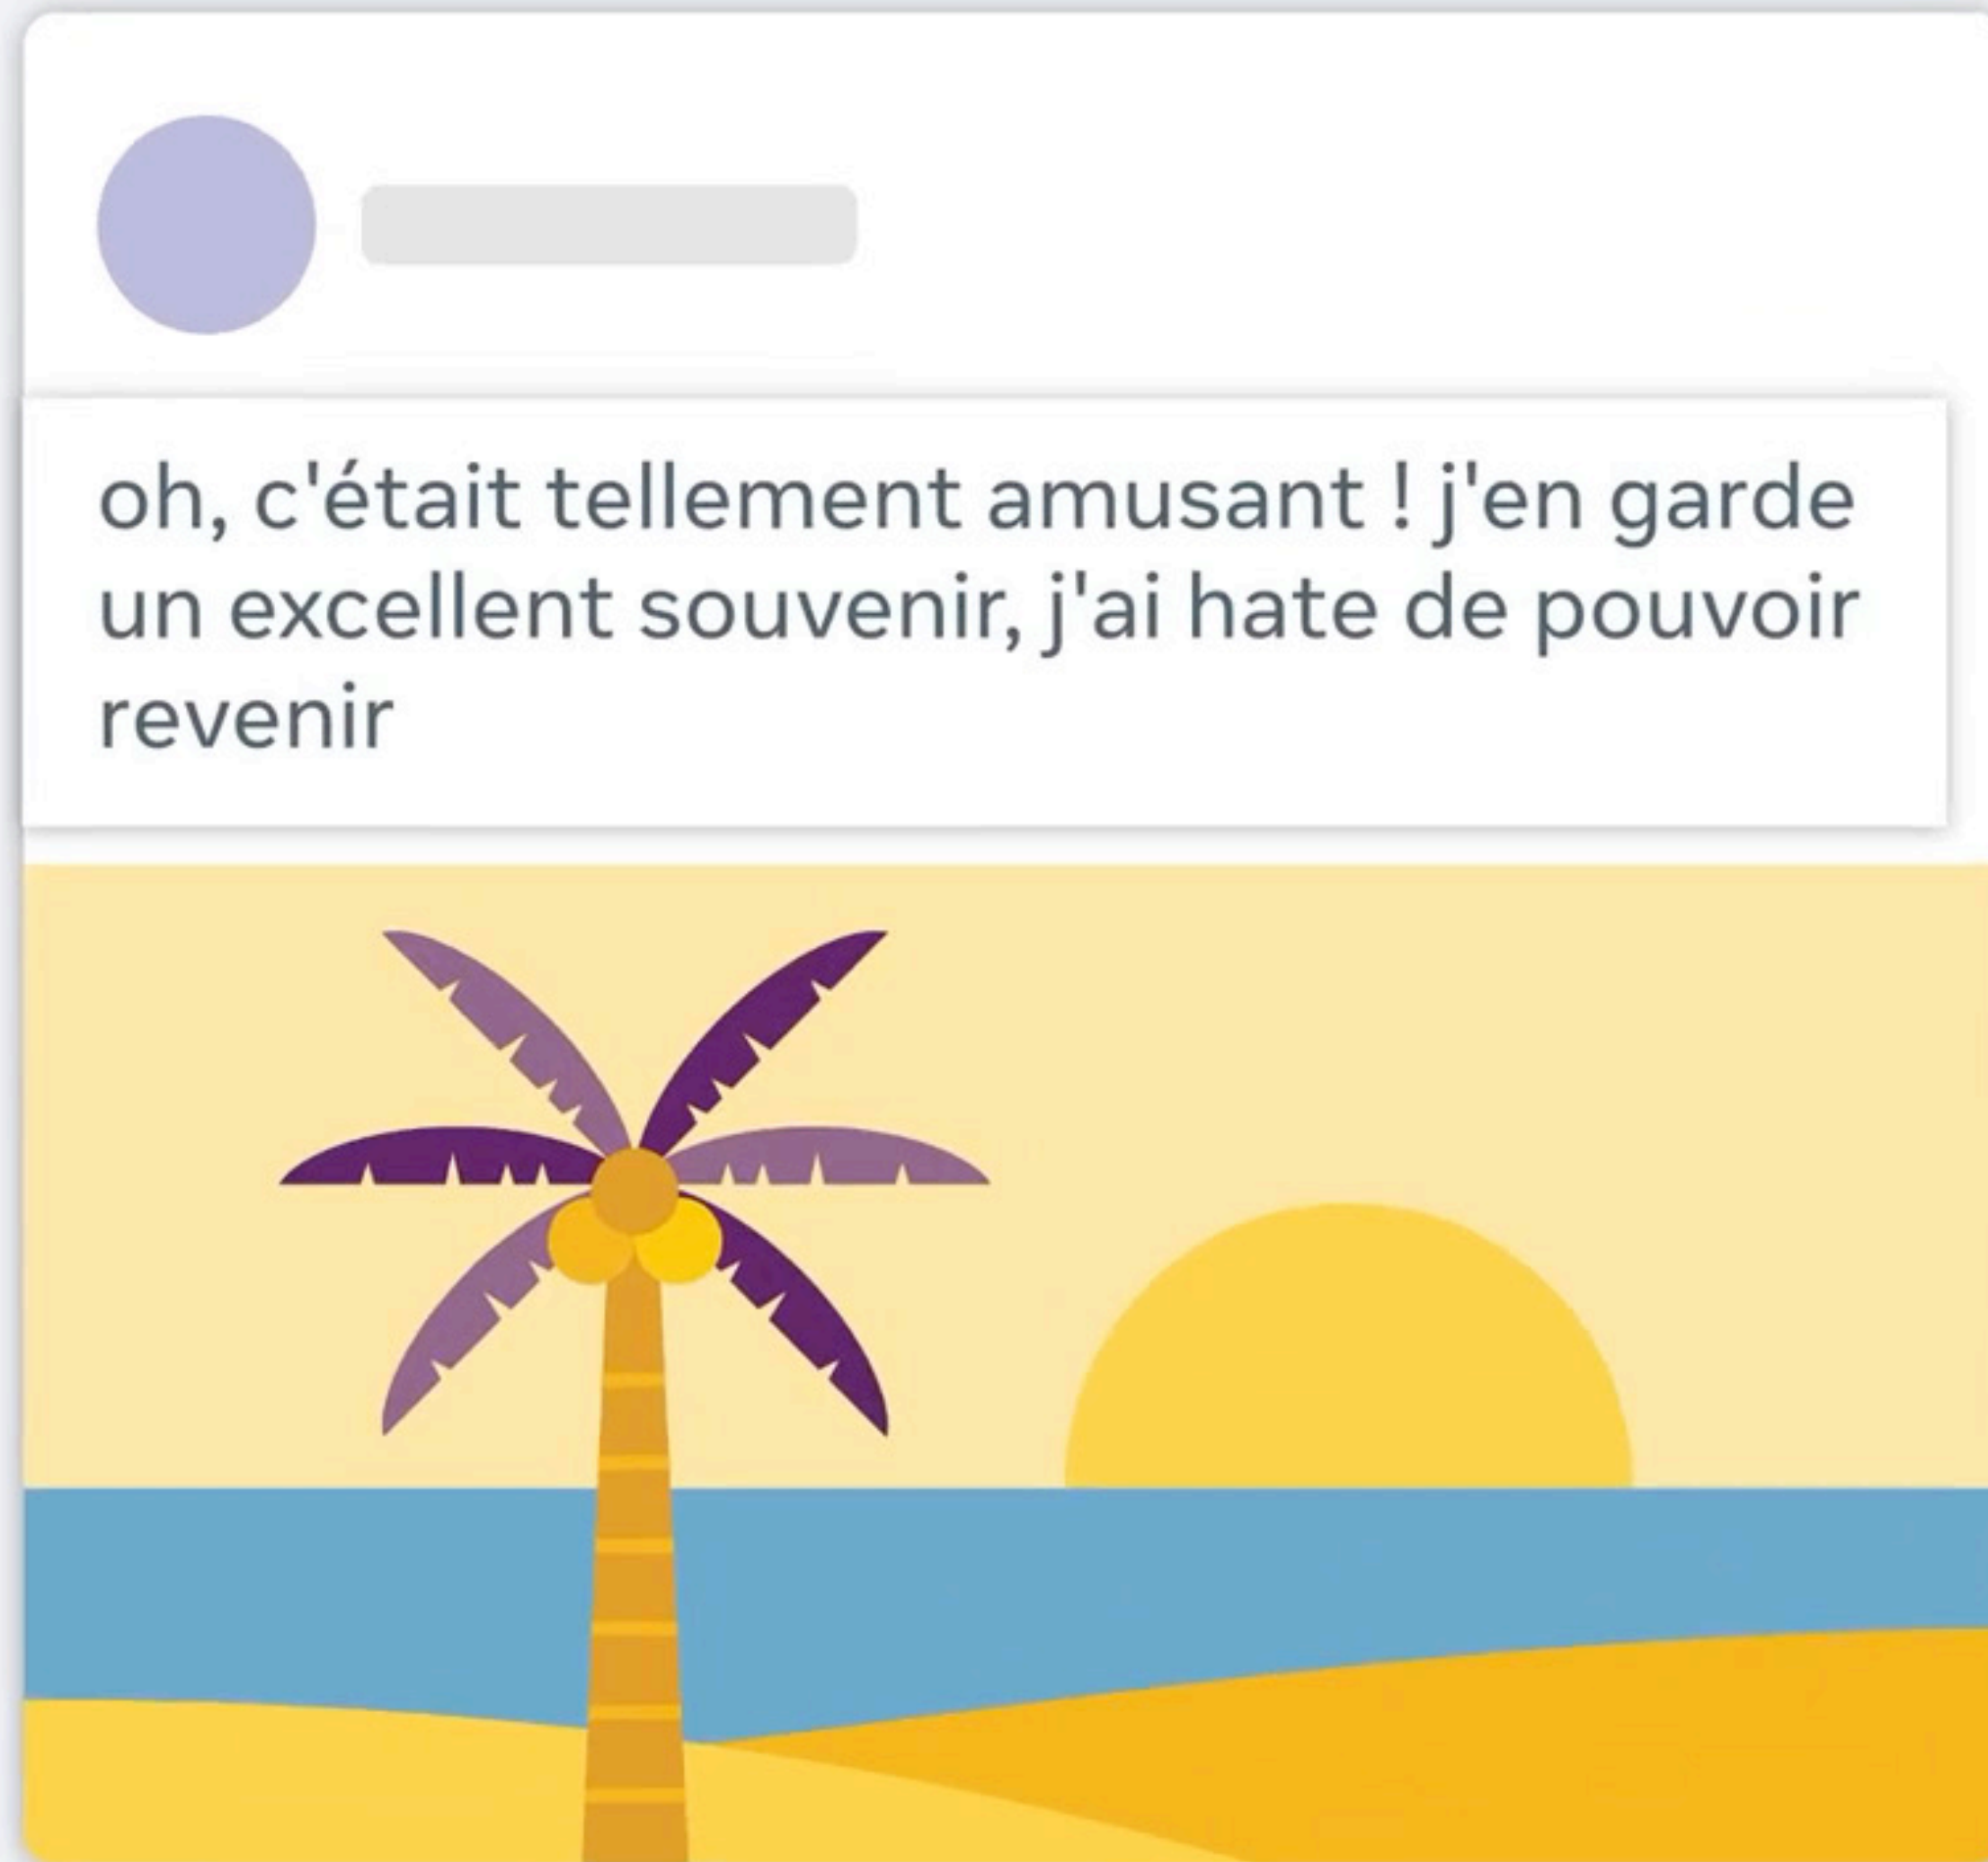 oh, c'était tellement amusant ! j'en garde
un excellent souvenir, j'ai hate de pouvoir
revenir